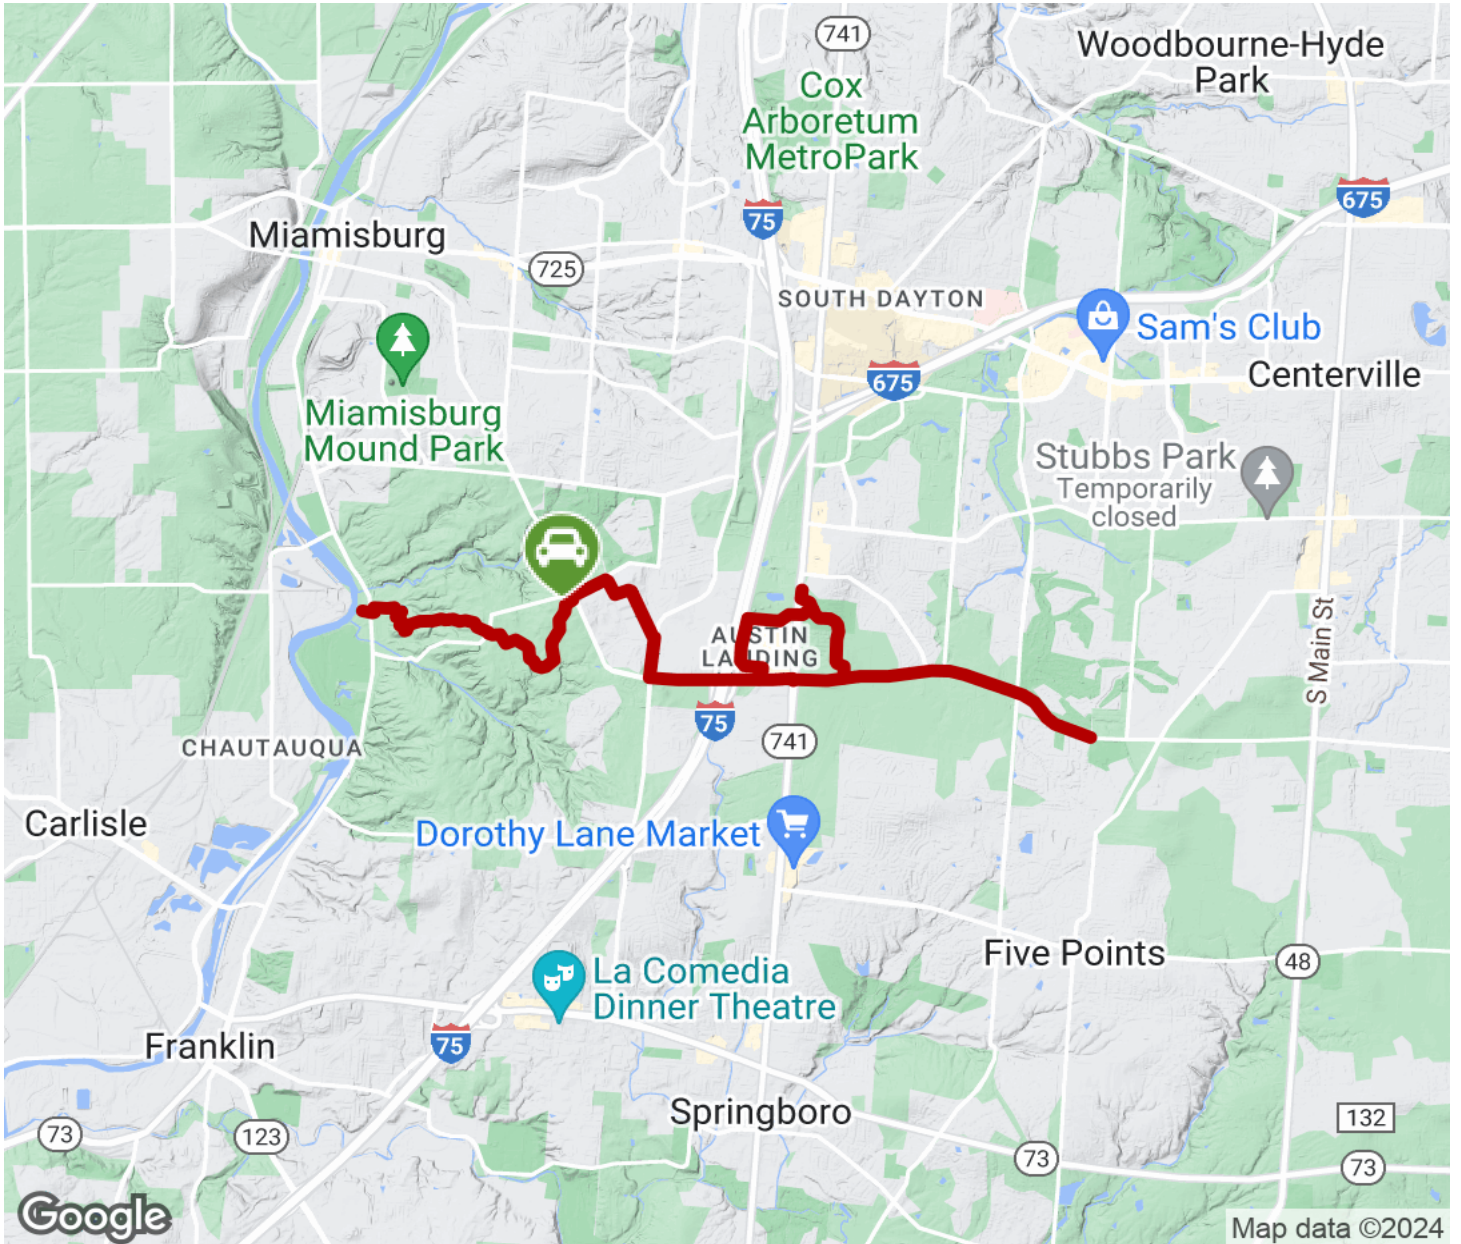 741
Woodbourne-Hyde
Park
Cox
Arboretum
MetroPark
675
75
Miamisburg
725
SOUTH DAYTON
Sam's Club
675
Centerville
Miamisburg
Mound Park
Stubbs Park
Temporarily
closed
AUSTIN
LANDING
S Main St
75
741
CHAUTAUQUA
Carlisle
Dorothy Lane Market
Five Points
48
La Comedia
Dinner Theatre
Franklin
75
Springboro
132
73
123
73
73
Google
Map data ©2024